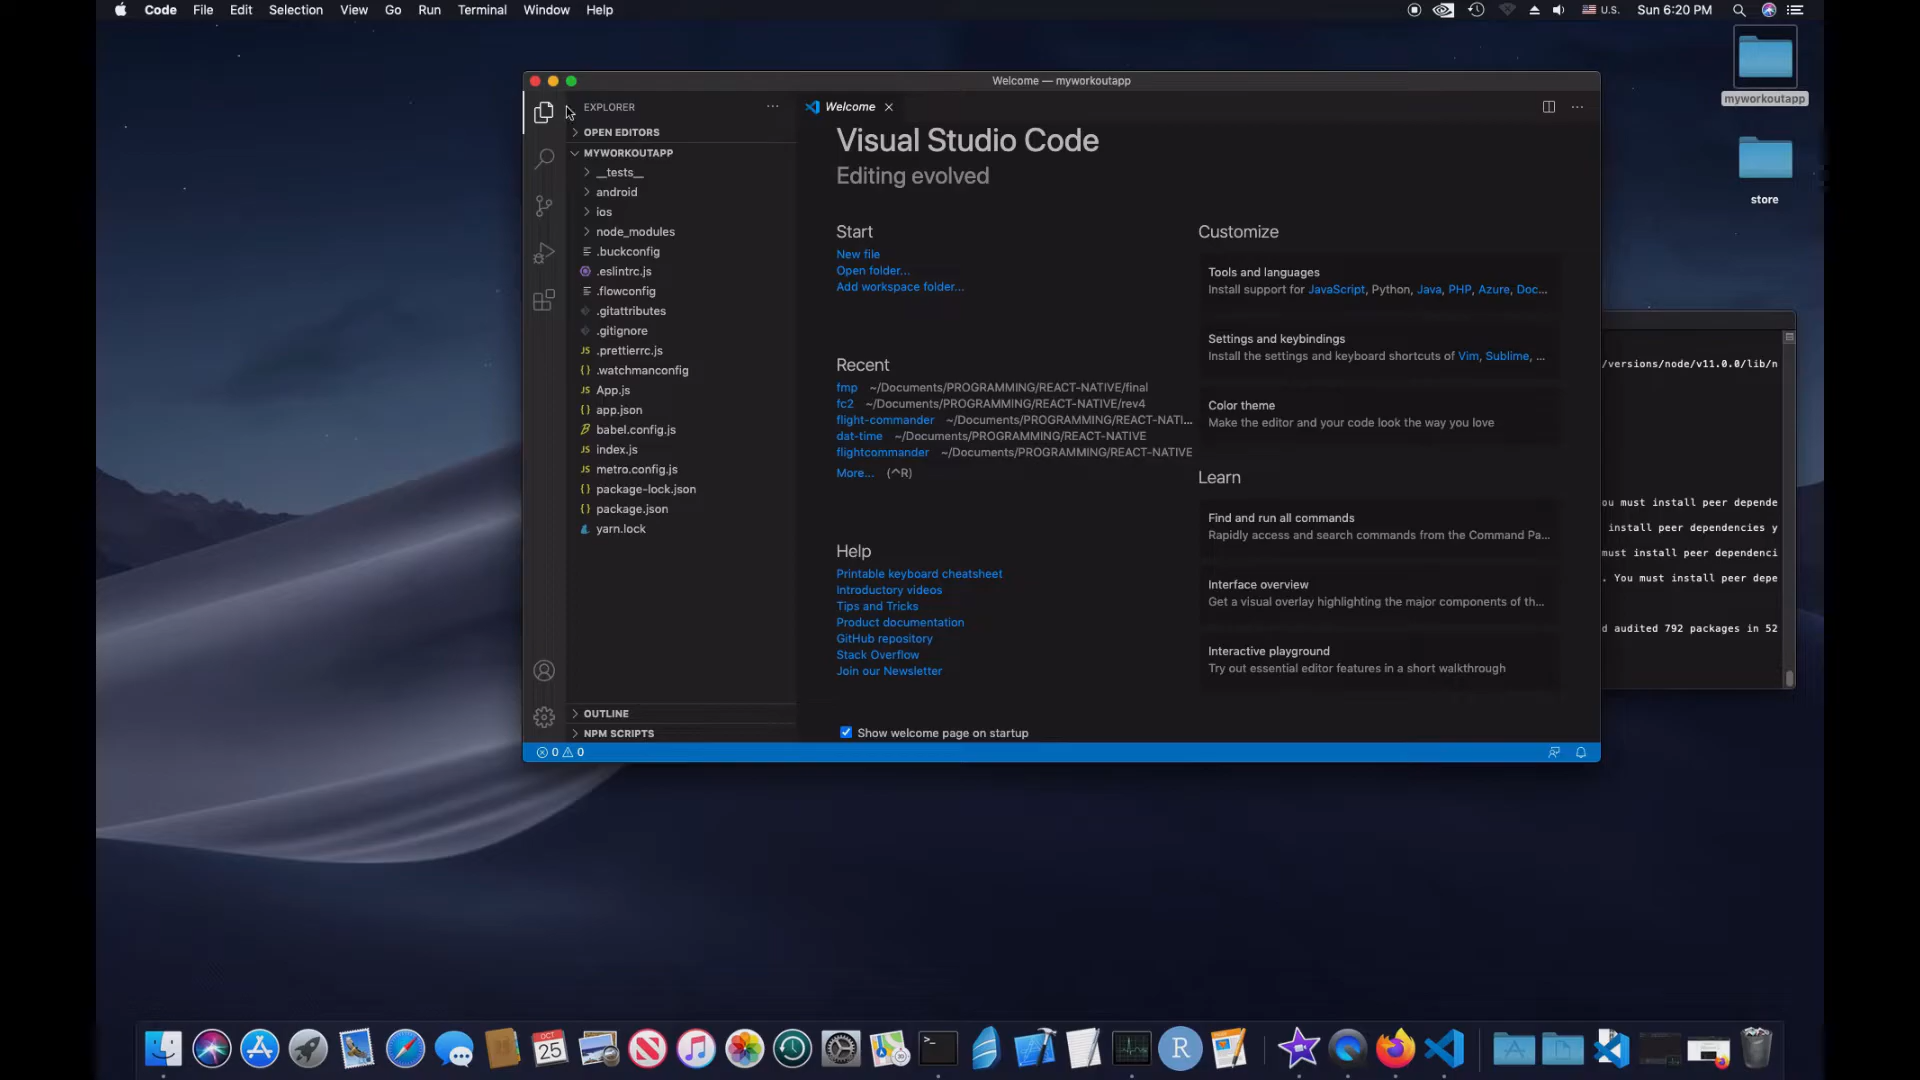 Code File Edit Selection View Go Run Terminal Window Help
U.S. Sun 6:20 PM
myworkoutapp
store
Welcome — myworkoutapp
EXPLORER
OPEN EDITORS
MYWORKOUTAPP
__tests__
android
ios
node_modules
.buckconfig
.eslintrc.js
.flowconfig
.gitattributes
.gitignore
JS .prettierrc.js
{ } .watchmanconfig
JS App.js
{ } app.json
babel.config.js
JS index.js
JS metro.config.js
{ } package-lock.json
{ } package.json
yarn.lock
OUTLINE
NPM SCRIPTS
0 0
Welcome
Visual Studio Code
Editing evolved
Start
New file
Open folder...
Add workspace folder...
Recent
fmp ~/Documents/PROGRAMMING/REACT-NATIVE/final
fc2 ~/Documents/PROGRAMMING/REACT-NATIVE/rev4
flight-commander ~/Documents/PROGRAMMING/REACT-NATI...
dat-time ~/Documents/PROGRAMMING/REACT-NATIVE
flightcommander ~/Documents/PROGRAMMING/REACT-NATIVE
More... (^R)
Help
Printable keyboard cheatsheet
Introductory videos
Tips and Tricks
Product documentation
GitHub repository
Stack Overflow
Join our Newsletter
Show welcome page on startup
Customize
Tools and languages
Install support for JavaScript, Python, Java, PHP, Azure, Doc...
Settings and keybindings
Install the settings and keyboard shortcuts of Vim, Sublime, ...
Color theme
Make the editor and your code look the way you love
Learn
Find and run all commands
Rapidly access and search commands from the Command Pa...
Interface overview
Get a visual overlay highlighting the major components of th...
Interactive playground
Try out essential editor features in a short walkthrough
/versions/node/v11.0.0/lib/n
ou must install peer depende
install peer dependencies y
must install peer dependenci
. You must install peer depe
d audited 792 packages in 52
OCT
25
R